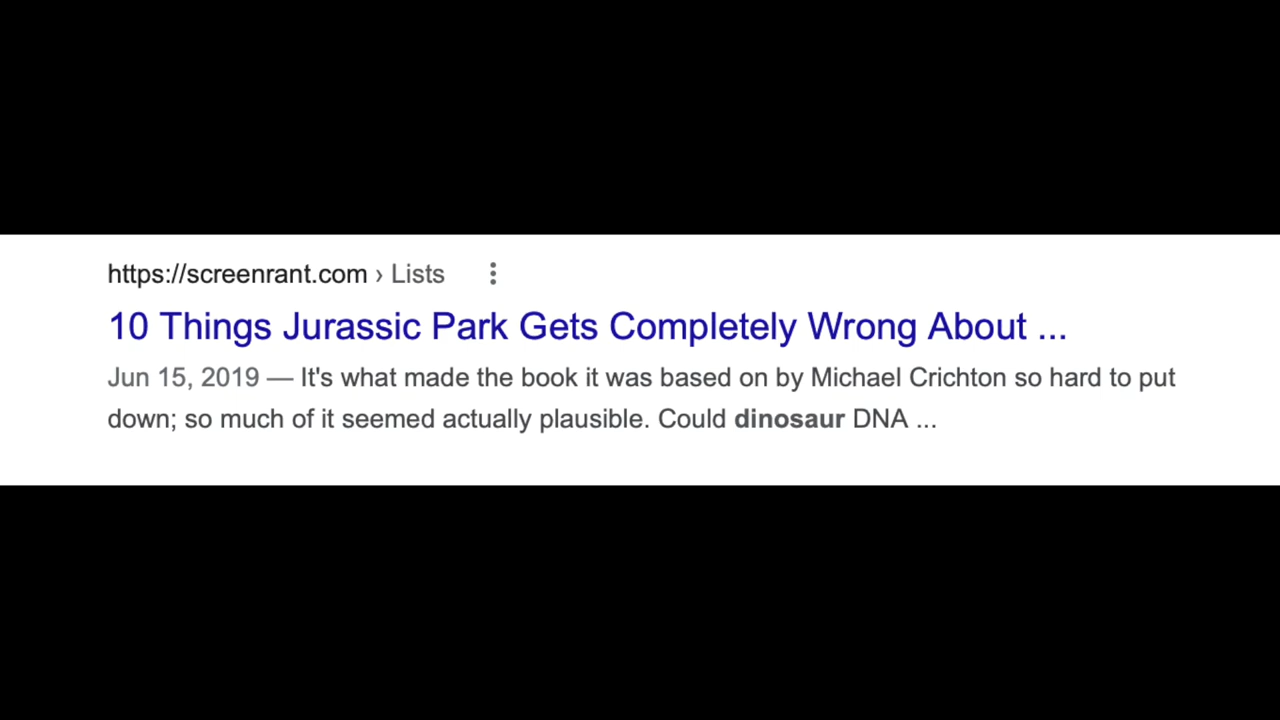 https://screenrant.com › Lists
10 Things Jurassic Park Gets Completely Wrong About ...
Jun 15, 2019 — It's what made the book it was based on by Michael Crichton so hard to put
down; so much of it seemed actually plausible. Could dinosaur DNA ...